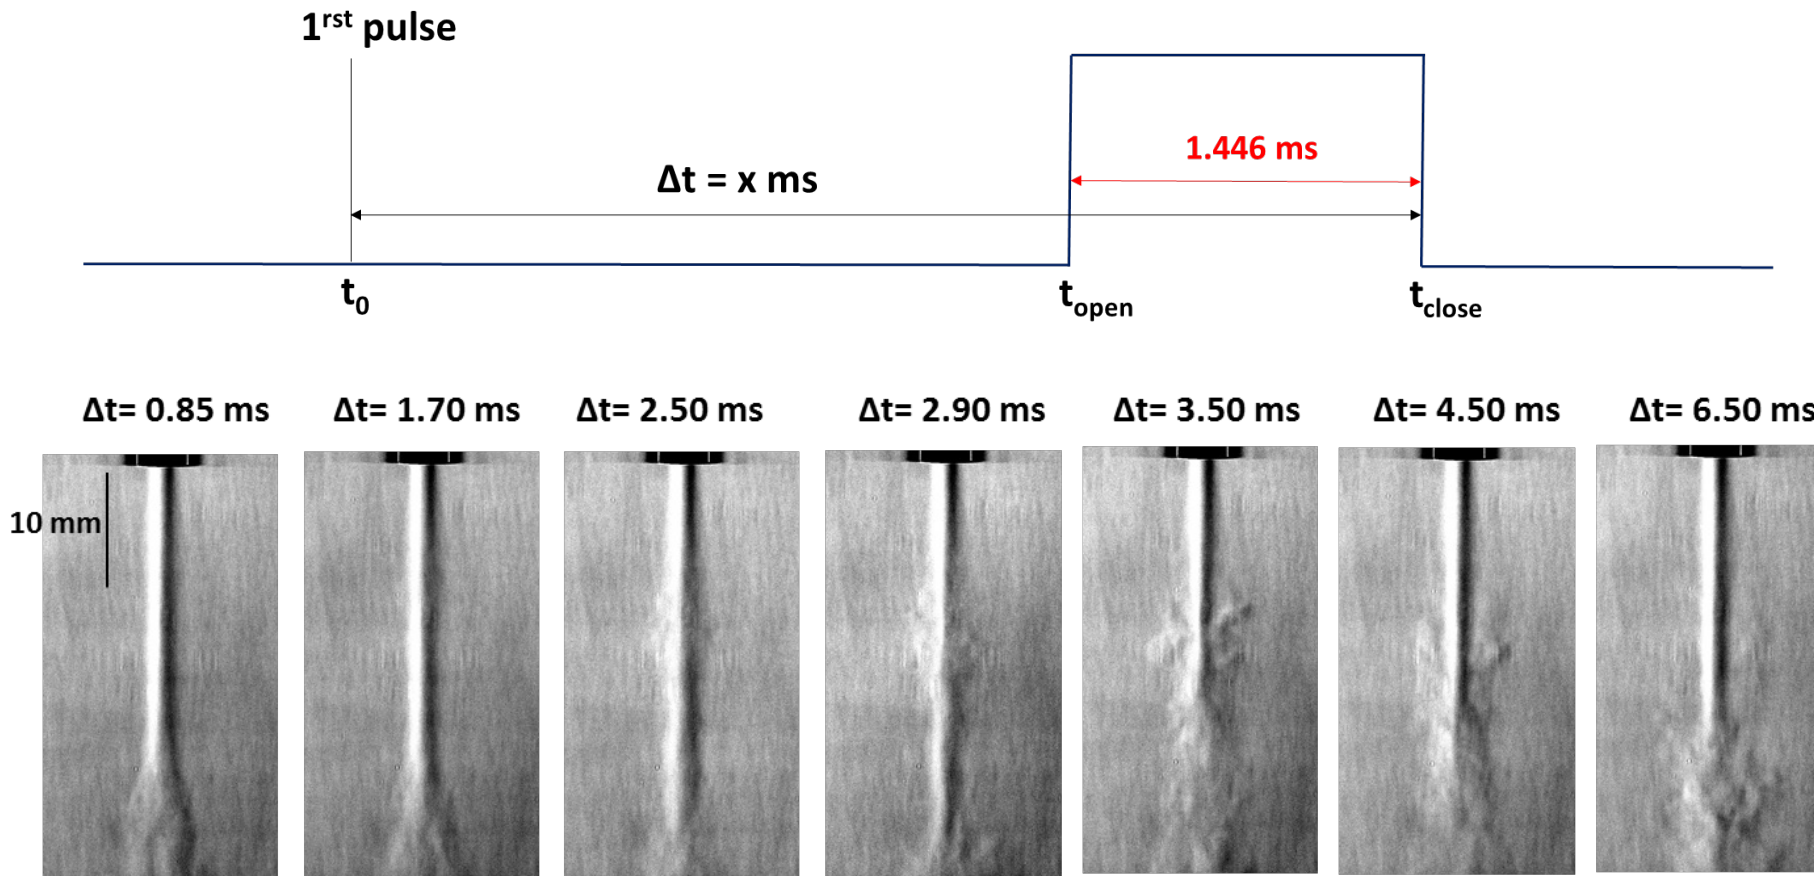 1rst pulse
1.446 ms
Δt = x ms
t0
topen
tclose
Δt= 0.85 ms
Δt= 1.70 ms
Δt= 2.50 ms
Δt= 2.90 ms
Δt= 3.50 ms
Δt= 4.50 ms
Δt= 6.50 ms
10 mm